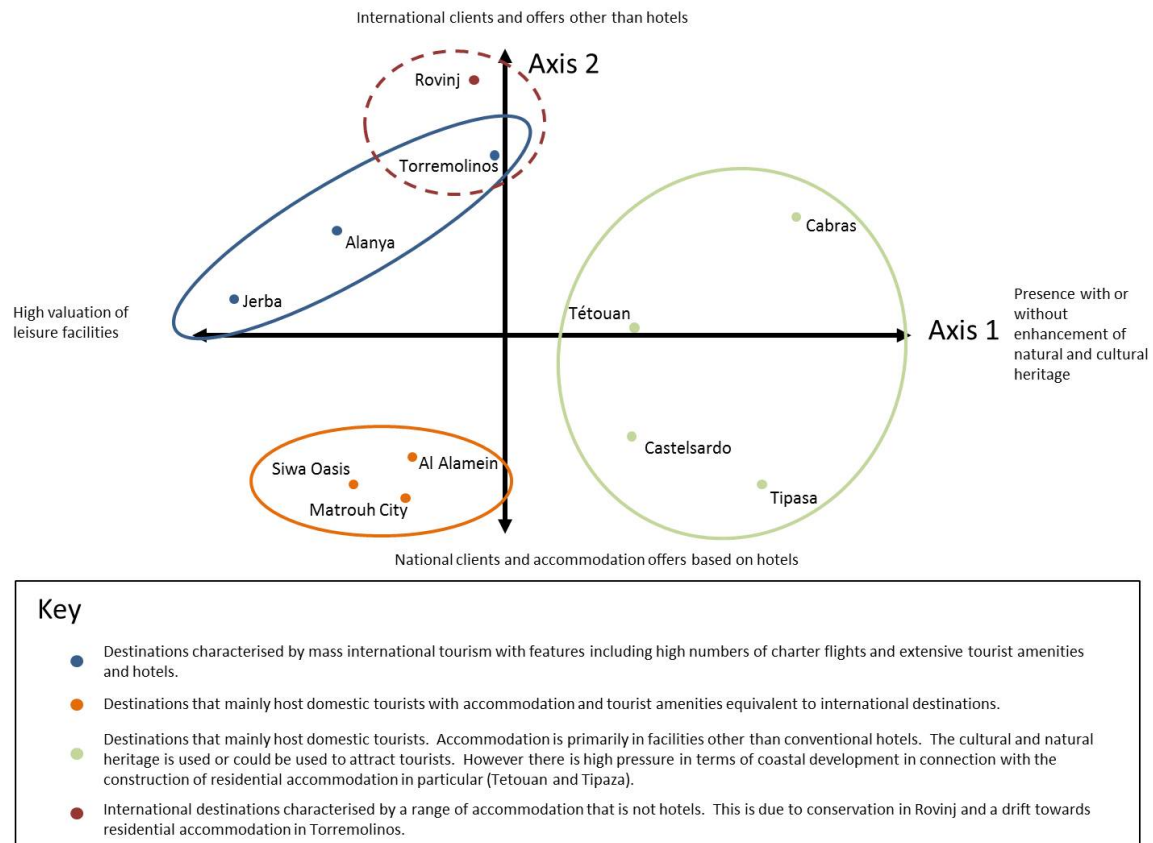 International clients and offers other than hotels
Axis 2
Rovinj
Torremolinos
Cabras
Alanya
Jerba
High valuation of
leisure facilities
Tétouan
Axis 1
Presence with or
without
enhancement of
natural and cultural
heritage
Castelsardo
Al Alamein
Siwa Oasis
Matrouh City
Tipasa
National clients and accommodation offers based on hotels
Key
Destinations characterised by mass international tourism with features including high numbers of charter flights and extensive tourist amenities
and hotels.
Destinations that mainly host domestic tourists with accommodation and tourist amenities equivalent to international destinations.
Destinations that mainly host domestic tourists.  Accommodation is primarily in facilities other than conventional hotels.  The cultural and natural
heritage is used or could be used to attract tourists.  However there is high pressure in terms of coastal development in connection with the
construction of residential accommodation in particular (Tetouan and Tipaza).
International destinations characterised by a range of accommodation that is not hotels.  This is due to conservation in Rovinj and a drift towards
residential accommodation in Torremolinos.